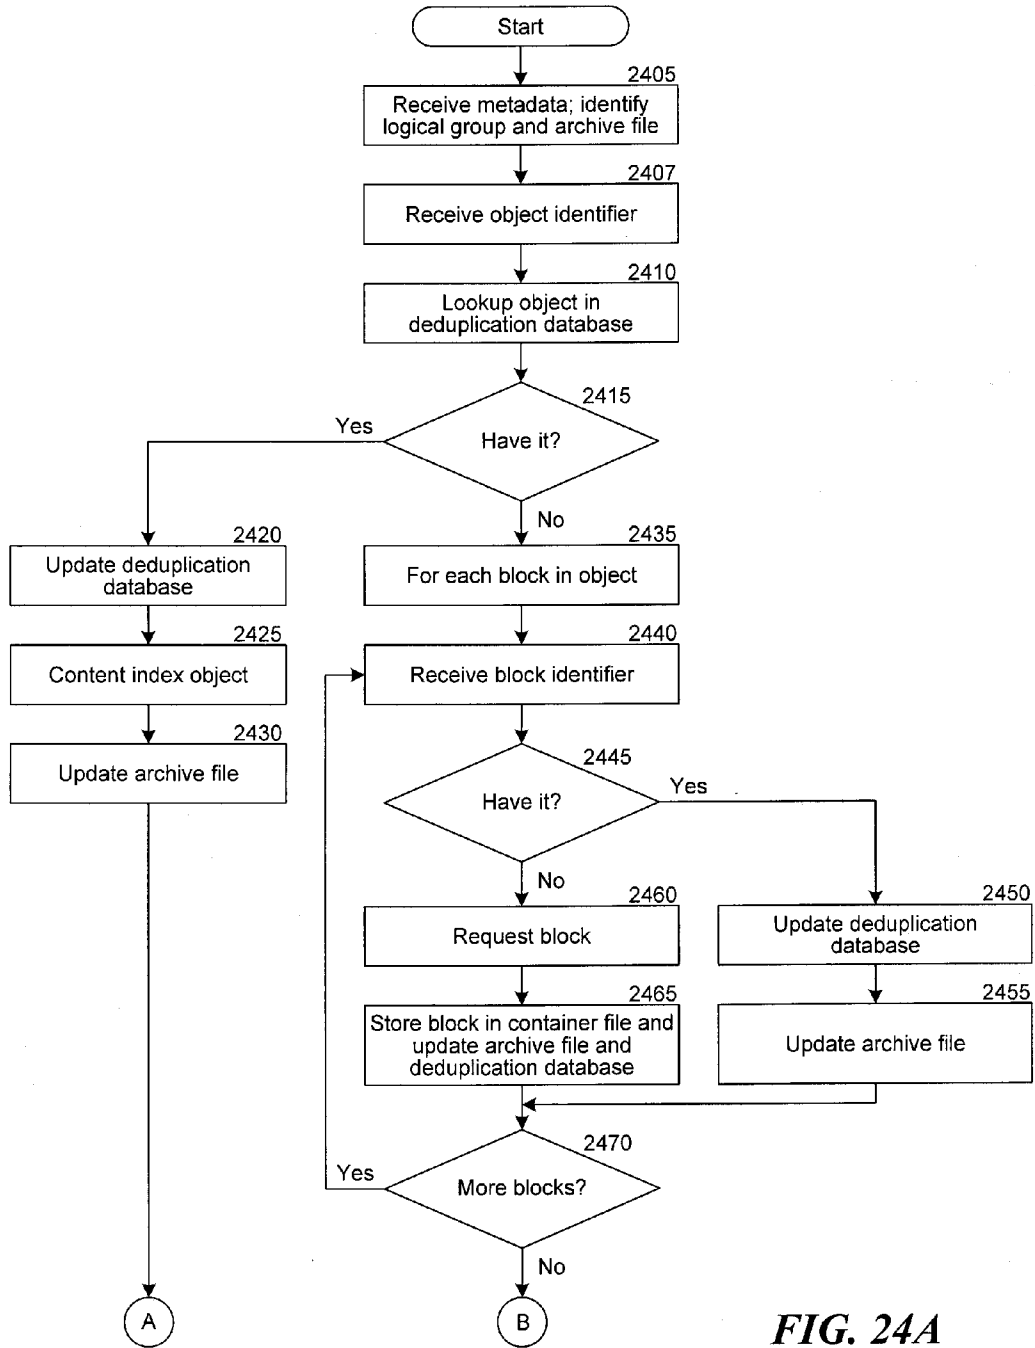 Start
2405
Receive metadata; identify
logical group and archive file
2407
Receive object identifier
2410
Lookup object in
deduplication database
2415
Yes
Have it?
No
2420
Update deduplication
database
2425
Content index object
2430
Update archive file
2435
For each block in object
2440
Receive block identifier
2445
Yes
Have it?
No
2460
Request block
2450
Update deduplication
database
2465
Store block in container file and
update archive file and
deduplication database
2455
Update archive file
2470
Yes
More blocks?
No
A
B
FIG. 24A